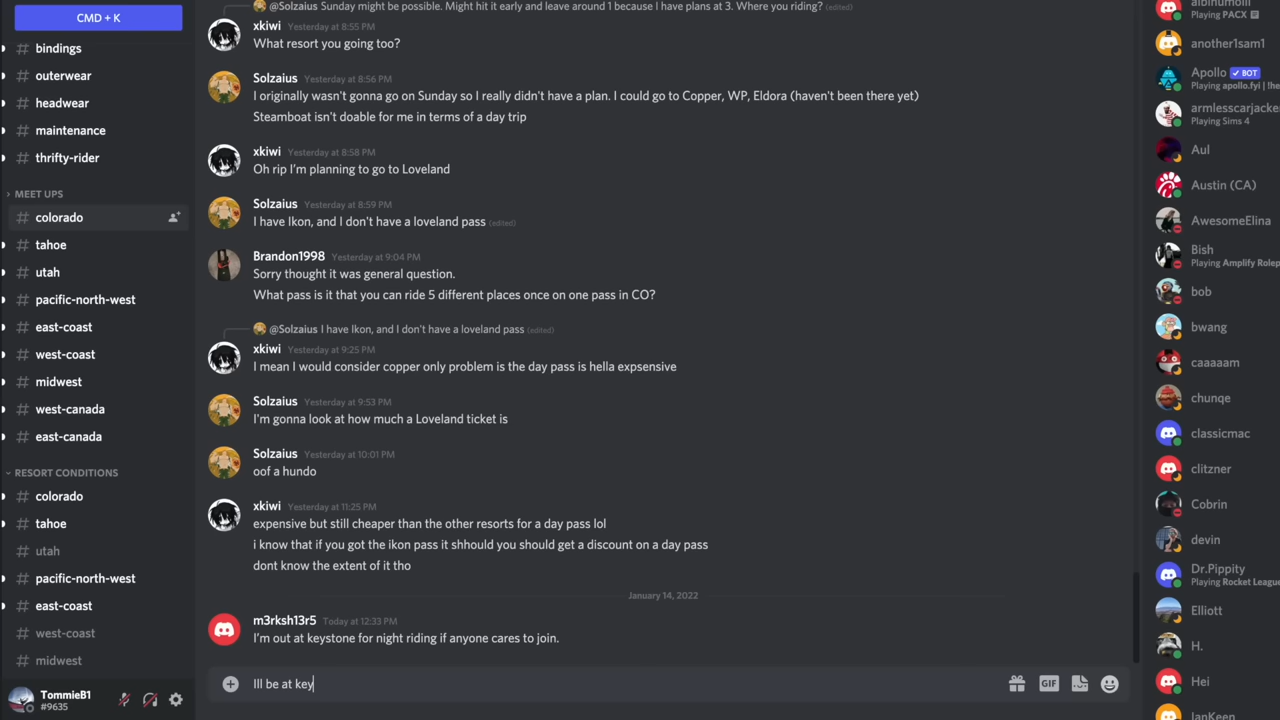 CMD + K
# bindings
# outerwear
# headwear
# maintenance
# thrifty-rider
MEET UPS
# colorado
# tahoe
# utah
# pacific-north-west
# east-coast
# west-coast
# midwest
# west-canada
# east-canada
RESORT CONDITIONS
# colorado
# tahoe
# utah
# pacific-north-west
# east-coast
# west-coast
# midwest
TommieB1
#9635
@Solzaius Sunday might be possible. Might hit it early and leave around 1 because I have plans at 3. Where you riding? (edited)
xkiwi Yesterday at 8:55 PM
What resort you going too?
Solzaius Yesterday at 8:56 PM
I originally wasn't gonna go on Sunday so I really didn't have a plan. I could go to Copper, WP, Eldora (haven't been there yet)
Steamboat isn't doable for me in terms of a day trip
xkiwi Yesterday at 8:58 PM
Oh rip I'm planning to go to Loveland
Solzaius Yesterday at 8:59 PM
I have Ikon, and I don't have a loveland pass (edited)
Brandon1998 Yesterday at 9:04 PM
Sorry thought it was general question.
What pass is it that you can ride 5 different places once on one pass in CO?
@Solzaius I have Ikon, and I don't have a loveland pass (edited)
xkiwi Yesterday at 9:25 PM
I mean I would consider copper only problem is the day pass is hella expsensive
Solzaius Yesterday at 9:53 PM
I'm gonna look at how much a Loveland ticket is
Solzaius Yesterday at 10:01 PM
oof a hundo
xkiwi Yesterday at 11:25 PM
expensive but still cheaper than the other resorts for a day pass lol
i know that if you got the ikon pass it shhould you should get a discount on a day pass
dont know the extent of it tho
January 14, 2022
m3rksh13r5 Today at 12:33 PM
I'm out at keystone for night riding if anyone cares to join.
Ill be at key
GIF
Playing PACX
another1sam1
Apollo ✓ BOT
Playing apollo.fyi | !he
armlesscarjacke
Playing Sims 4
Aul
Austin (CA)
AwesomeElina
Bish
Playing Amplify Rolep
bob
bwang
caaaaam
chunqe
classicmac
clitzner
Cobrin
devin
Dr.Pippity
Playing Rocket League
Elliott
H.
Hei
IanKeen